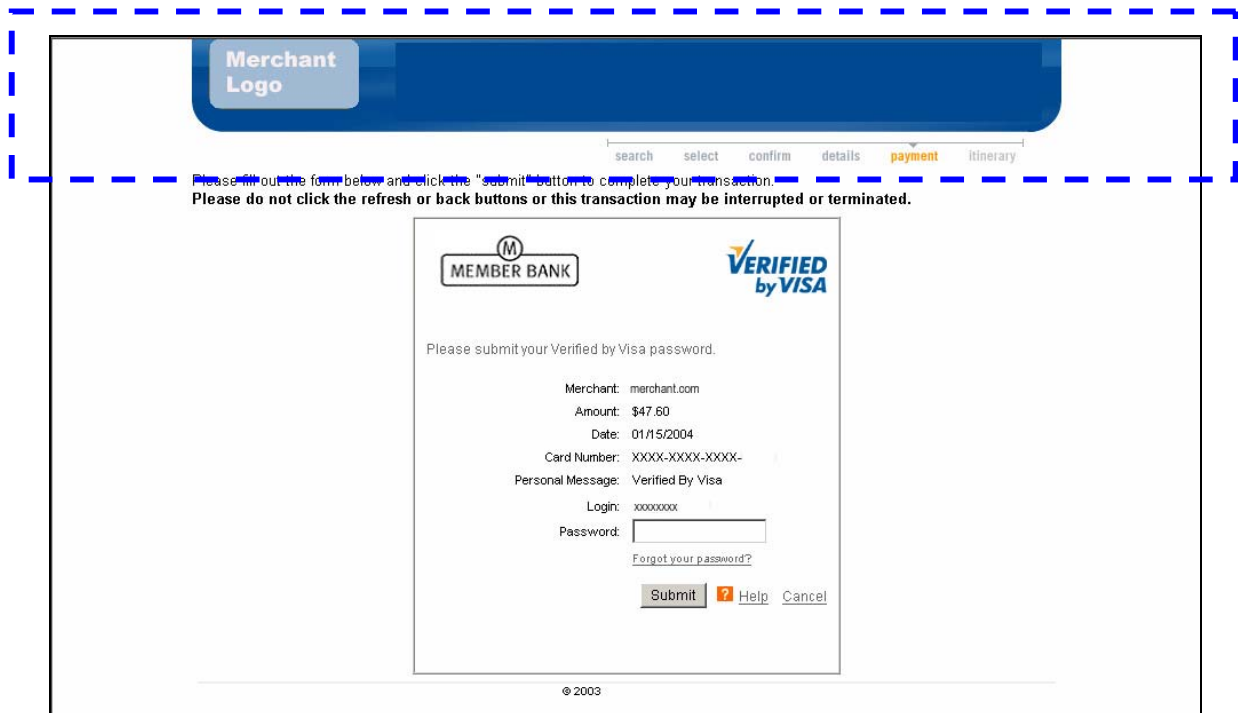 Merchant
Logo
search select confirm details payment itinerary
Please fill out the form below and click the "submit" button to complete your transaction.
Please do not click the refresh or back buttons or this transaction may be interrupted or terminated.
M
MEMBER BANK
VERIFIED
by VISA
Please submit your Verified by Visa password.
Merchant: merchant.com
Amount: $47.60
Date: 01/15/2004
Card Number: XXXX-XXXX-XXXX-
Personal Message: Verified By Visa
Login: xxxxxxxx
Password:
Forgot your password?
Submit ? Help Cancel
© 2003